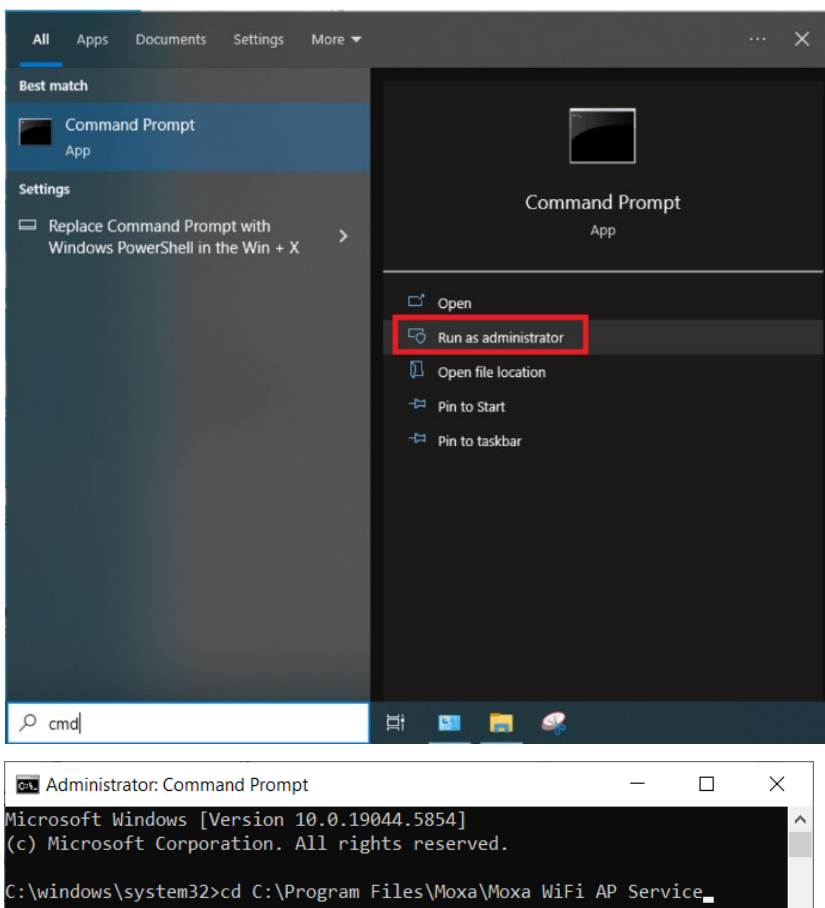 All Apps Documents Settings More
Best match
Command Prompt
App
Settings
Replace Command Prompt with
Windows PowerShell in the Win + X
Command Prompt
App
Open
Run as administrator
Open file location
Pin to Start
Pin to taskbar
cmd
Administrator: Command Prompt
Microsoft Windows [Version 10.0.19044.5854]
(c) Microsoft Corporation. All rights reserved.
C:\windows\system32>cd C:\Program Files\Moxa\Moxa WiFi AP Service